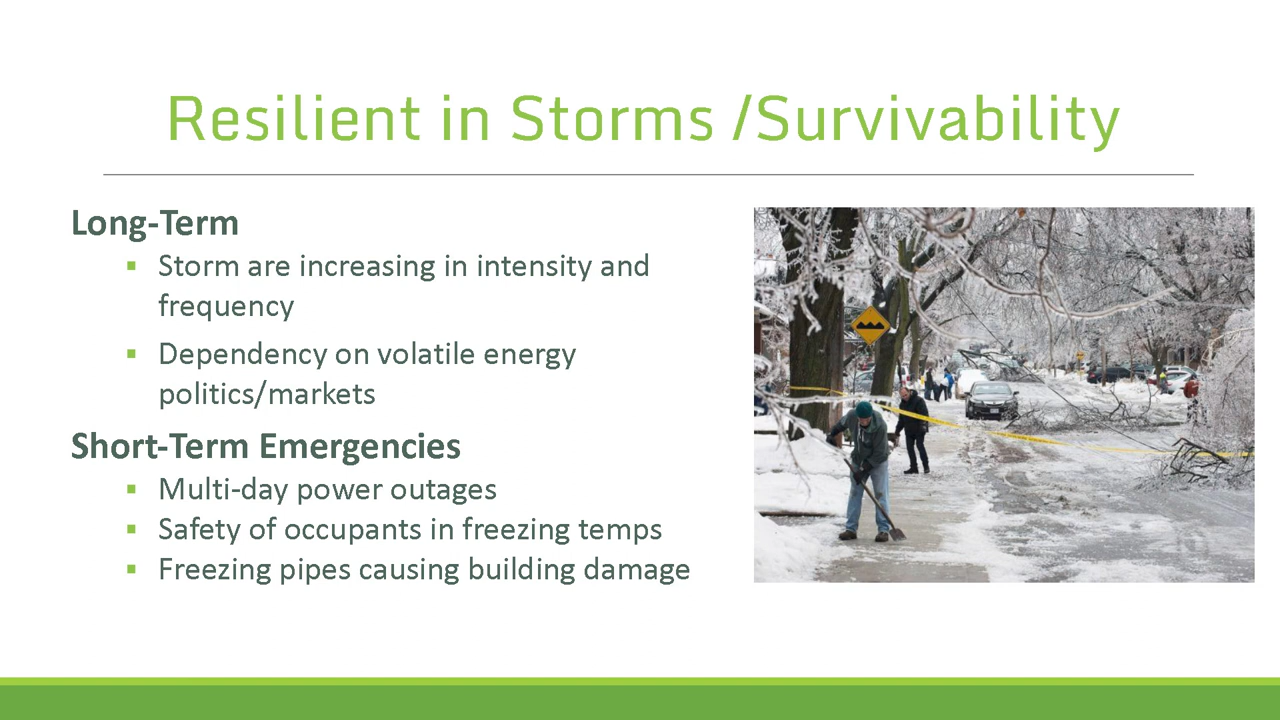 Resilient in Storms /Survivability
Long-Term
▪ Storm are increasing in intensity and
frequency
▪ Dependency on volatile energy
politics/markets
Short-Term Emergencies
▪ Multi-day power outages
▪ Safety of occupants in freezing temps
▪ Freezing pipes causing building damage